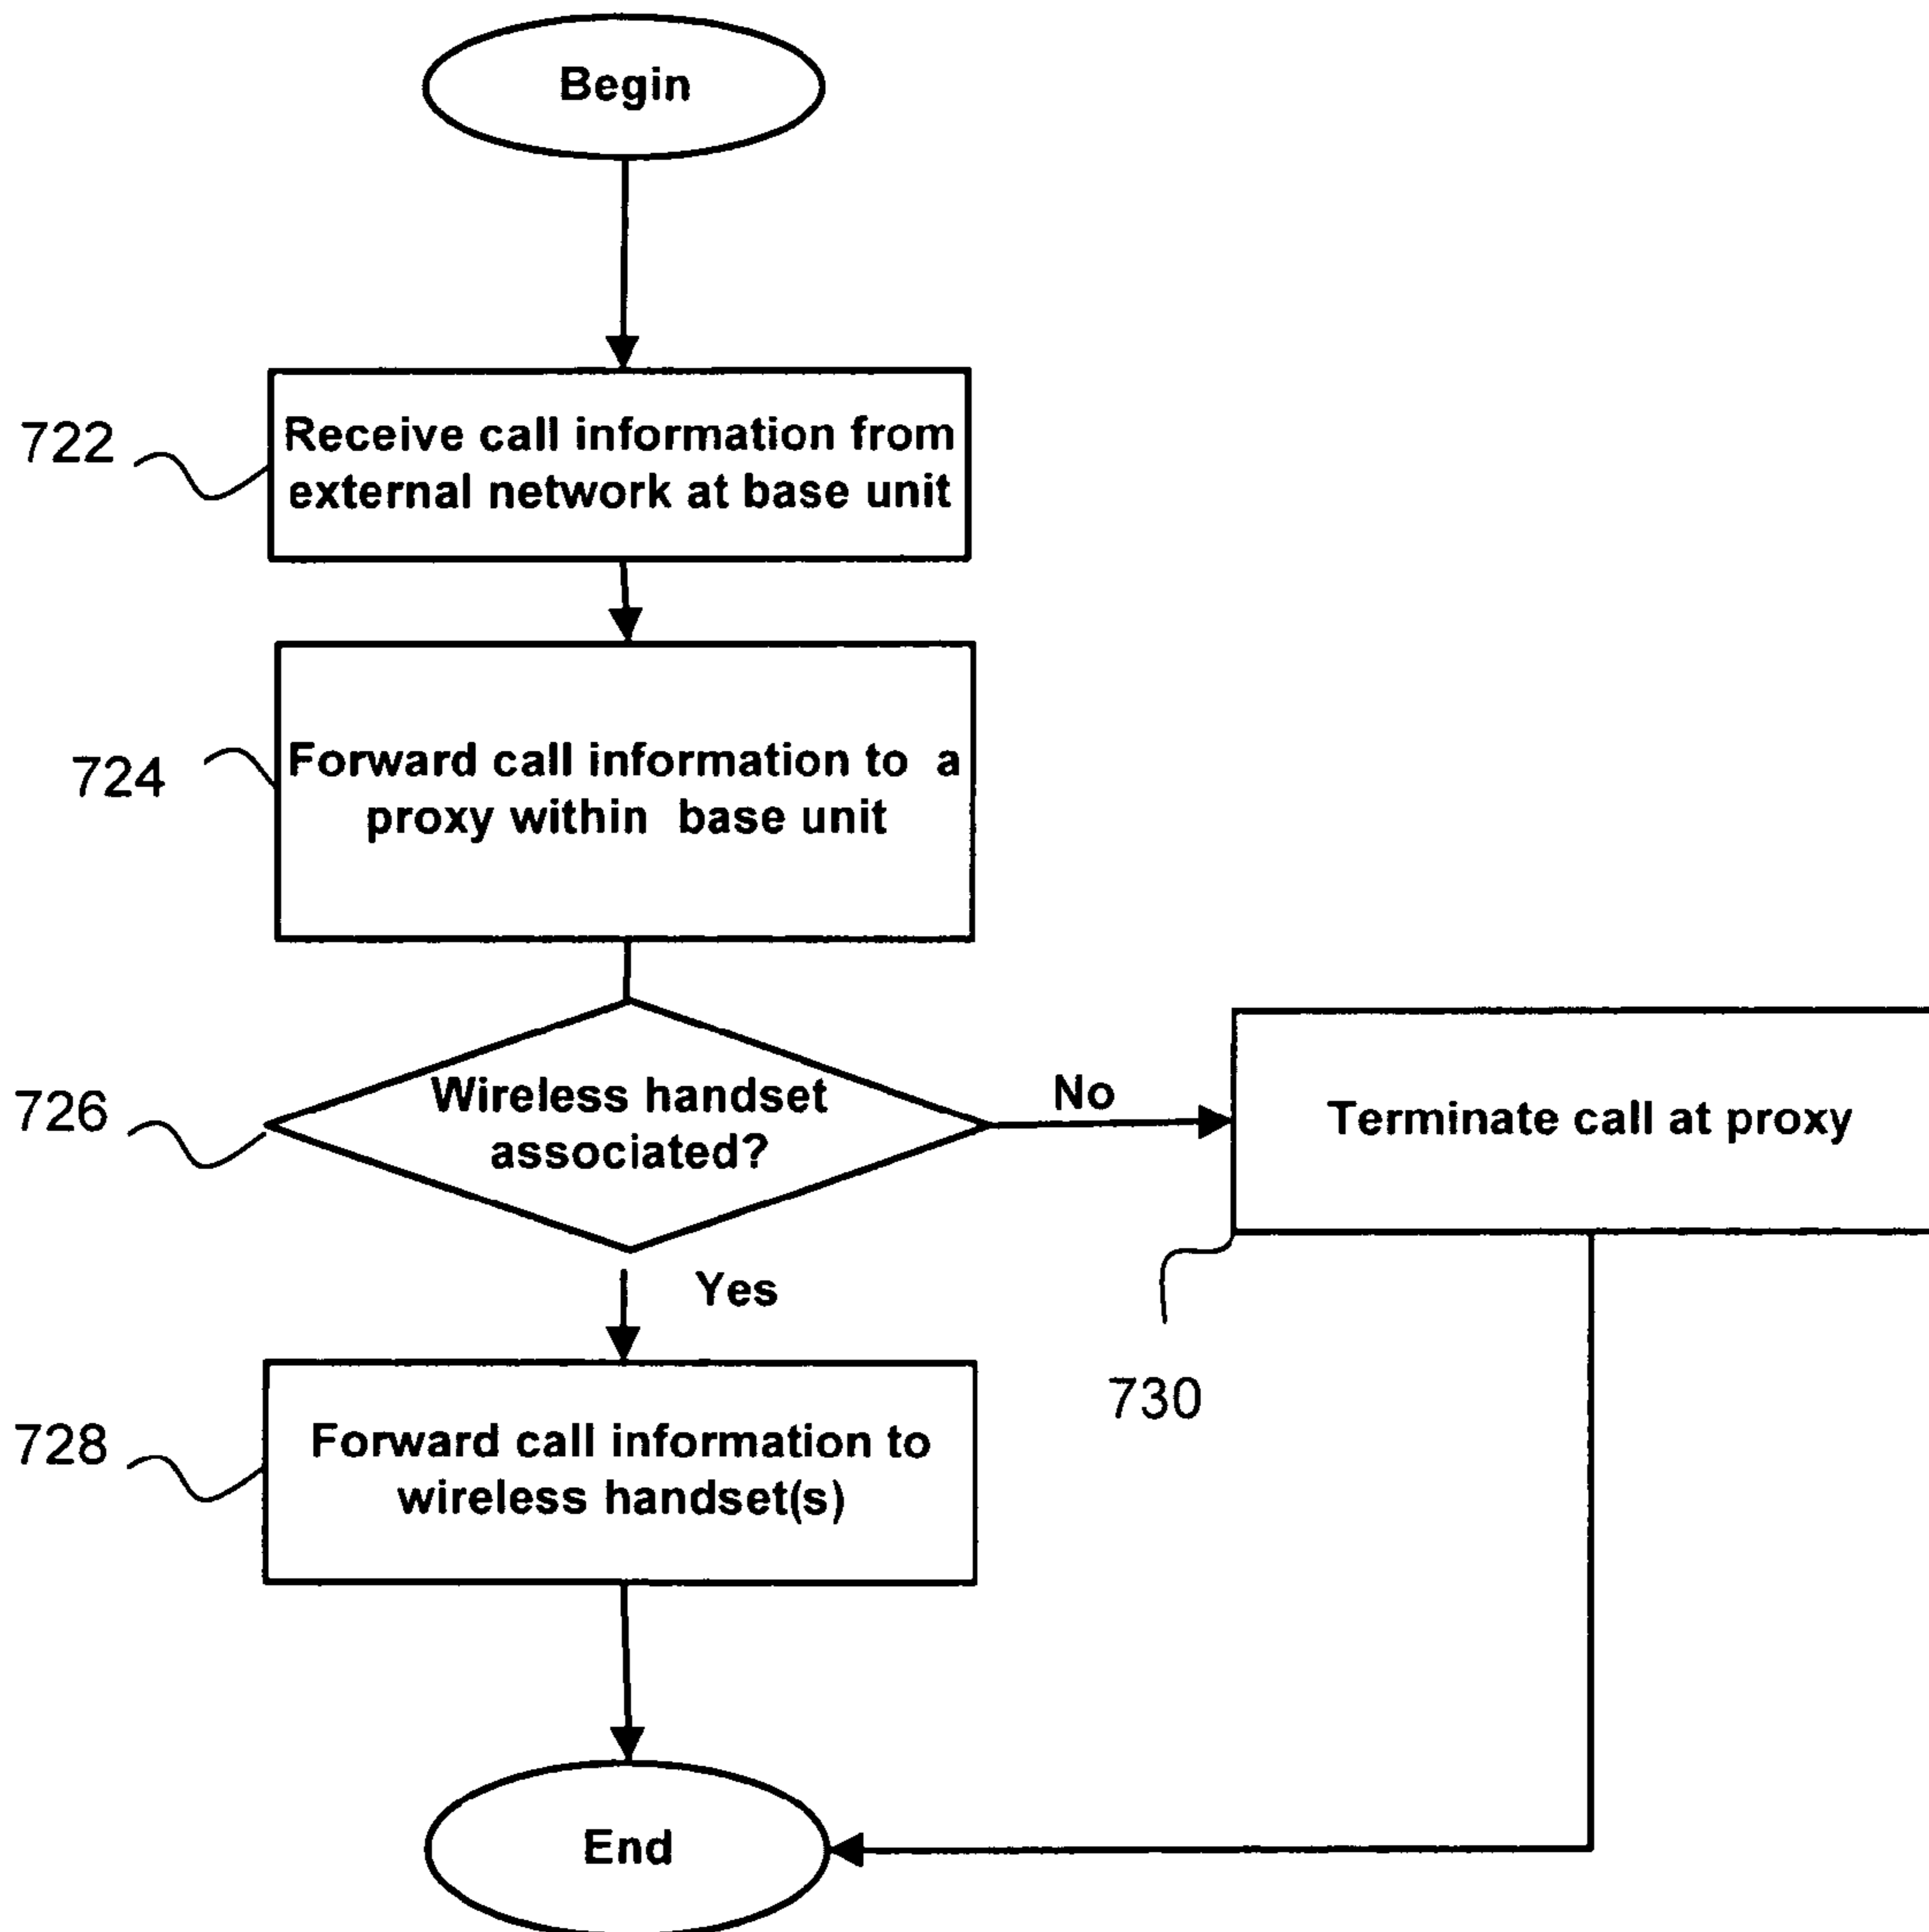 Begin
722
Receive call information from
external network at base unit
724
Forward call information to a
proxy within base unit
726
Wireless handset
associated?
No
Terminate call at proxy
Yes
730
728
Forward call information to
wireless handset(s)
End